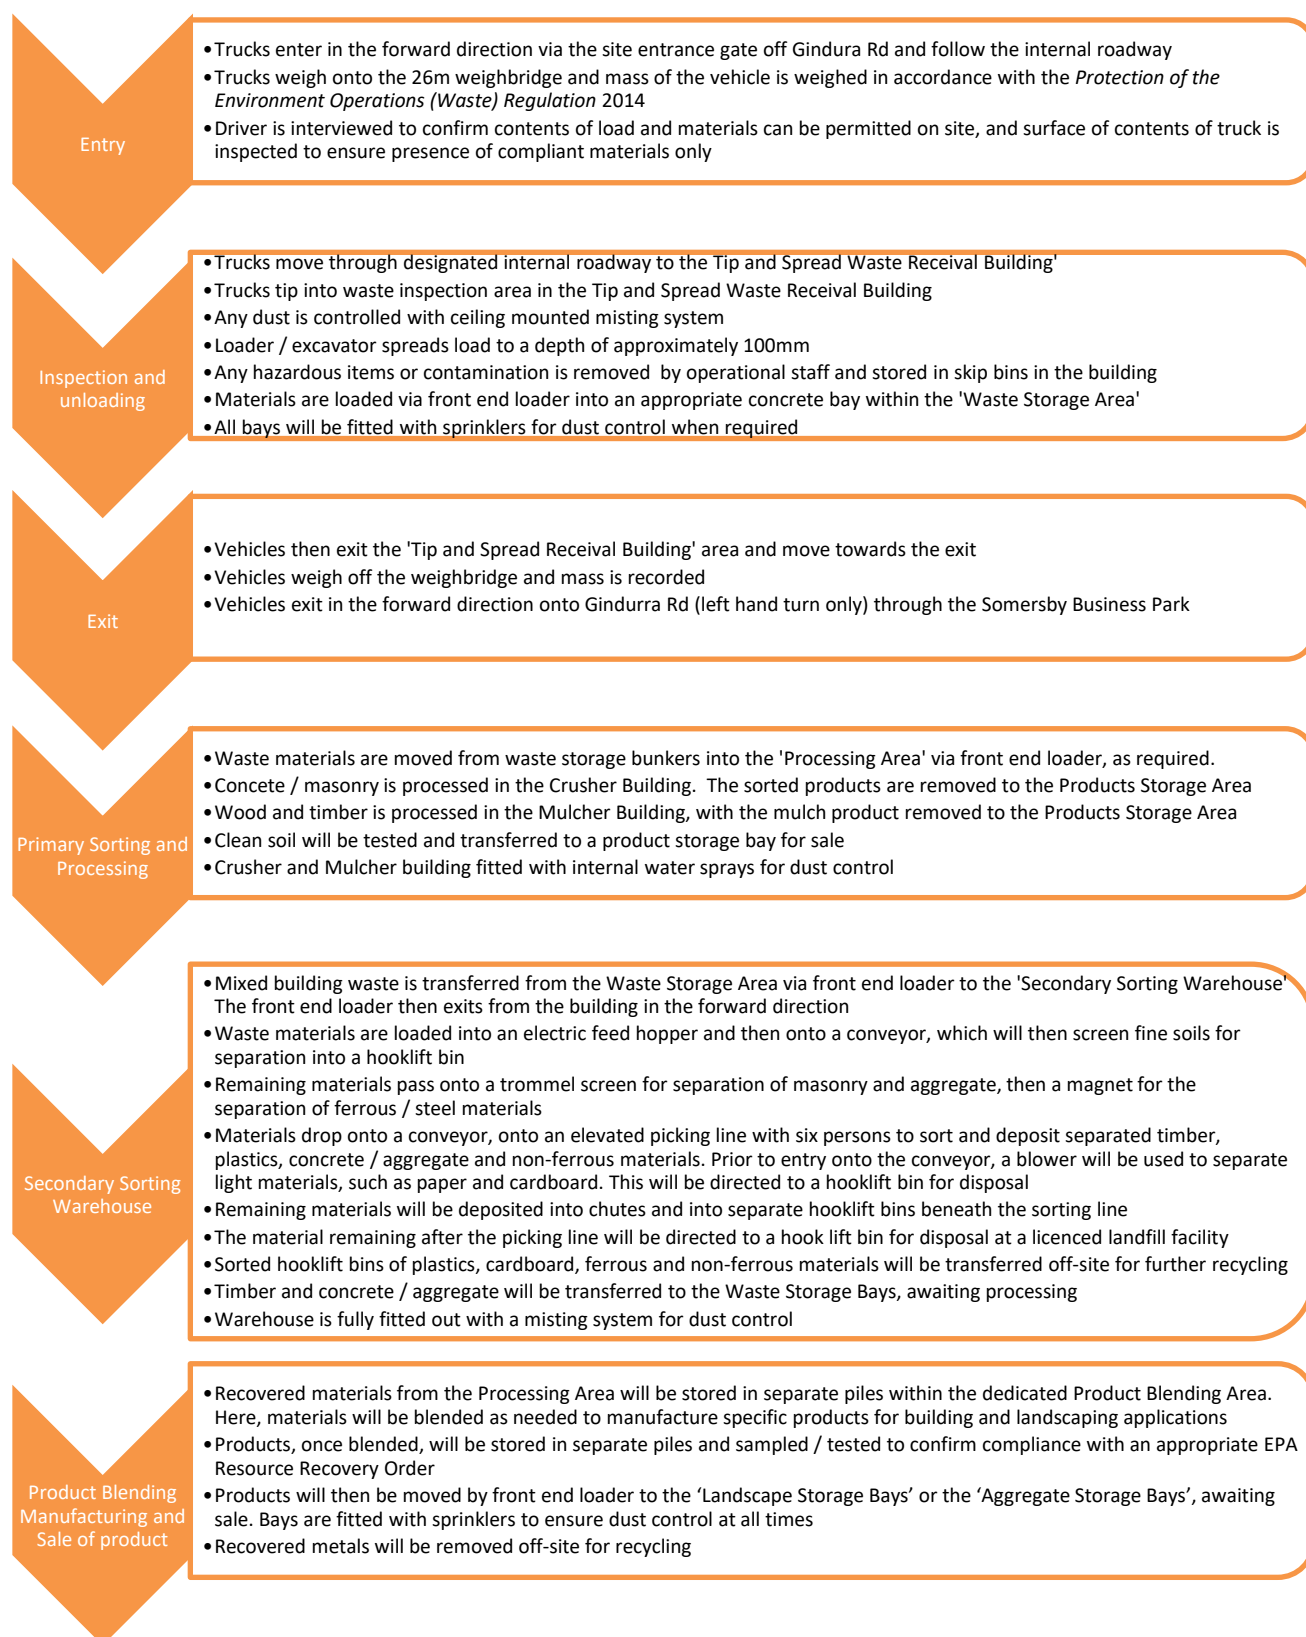 Entry
•Trucks enter in the forward direction via the site entrance gate off Gindura Rd and follow the internal roadway
•Trucks weigh onto the 26m weighbridge and mass of the vehicle is weighed in accordance with the Protection of the
Environment Operations (Waste) Regulation 2014
•Driver is interviewed to confirm contents of load and materials can be permitted on site, and surface of contents of truck is
inspected to ensure presence of compliant materials only
Inspection and
unloading
•Trucks move through designated internal roadway to the Tip and Spread Waste Receival Building'
•Trucks tip into waste inspection area in the Tip and Spread Waste Receival Building
•Any dust is controlled with ceiling mounted misting system
•Loader / excavator spreads load to a depth of approximately 100mm
•Any hazardous items or contamination is removed  by operational staff and stored in skip bins in the building
•Materials are loaded via front end loader into an appropriate concrete bay within the 'Waste Storage Area'
•All bays will be fitted with sprinklers for dust control when required
Exit
•Vehicles then exit the 'Tip and Spread Receival Building' area and move towards the exit
•Vehicles weigh off the weighbridge and mass is recorded
•Vehicles exit in the forward direction onto Gindurra Rd (left hand turn only) through the Somersby Business Park
Primary Sorting and
Processing
•Waste materials are moved from waste storage bunkers into the 'Processing Area' via front end loader, as required.
•Concete / masonry is processed in the Crusher Building.  The sorted products are removed to the Products Storage Area
•Wood and timber is processed in the Mulcher Building, with the mulch product removed to the Products Storage Area
•Clean soil will be tested and transferred to a product storage bay for sale
•Crusher and Mulcher building fitted with internal water sprays for dust control
Secondary Sorting
Warehouse
•Mixed building waste is transferred from the Waste Storage Area via front end loader to the 'Secondary Sorting Warehouse'
The front end loader then exits from the building in the forward direction
•Waste materials are loaded into an electric feed hopper and then onto a conveyor, which will then screen fine soils for
separation into a hooklift bin
•Remaining materials pass onto a trommel screen for separation of masonry and aggregate, then a magnet for the
separation of ferrous / steel materials
•Materials drop onto a conveyor, onto an elevated picking line with six persons to sort and deposit separated timber,
plastics, concrete / aggregate and non-ferrous materials. Prior to entry onto the conveyor, a blower will be used to separate
light materials, such as paper and cardboard. This will be directed to a hooklift bin for disposal
•Remaining materials will be deposited into chutes and into separate hooklift bins beneath the sorting line
•The material remaining after the picking line will be directed to a hook lift bin for disposal at a licenced landfill facility
•Sorted hooklift bins of plastics, cardboard, ferrous and non-ferrous materials will be transferred off-site for further recycling
•Timber and concrete / aggregate will be transferred to the Waste Storage Bays, awaiting processing
•Warehouse is fully fitted out with a misting system for dust control
Product Blending
Manufacturing and
Sale of product
•Recovered materials from the Processing Area will be stored in separate piles within the dedicated Product Blending Area.
Here, materials will be blended as needed to manufacture specific products for building and landscaping applications
•Products, once blended, will be stored in separate piles and sampled / tested to confirm compliance with an appropriate EPA
Resource Recovery Order
•Products will then be moved by front end loader to the ‘Landscape Storage Bays’ or the ‘Aggregate Storage Bays’, awaiting
sale. Bays are fitted with sprinklers to ensure dust control at all times
•Recovered metals will be removed off-site for recycling